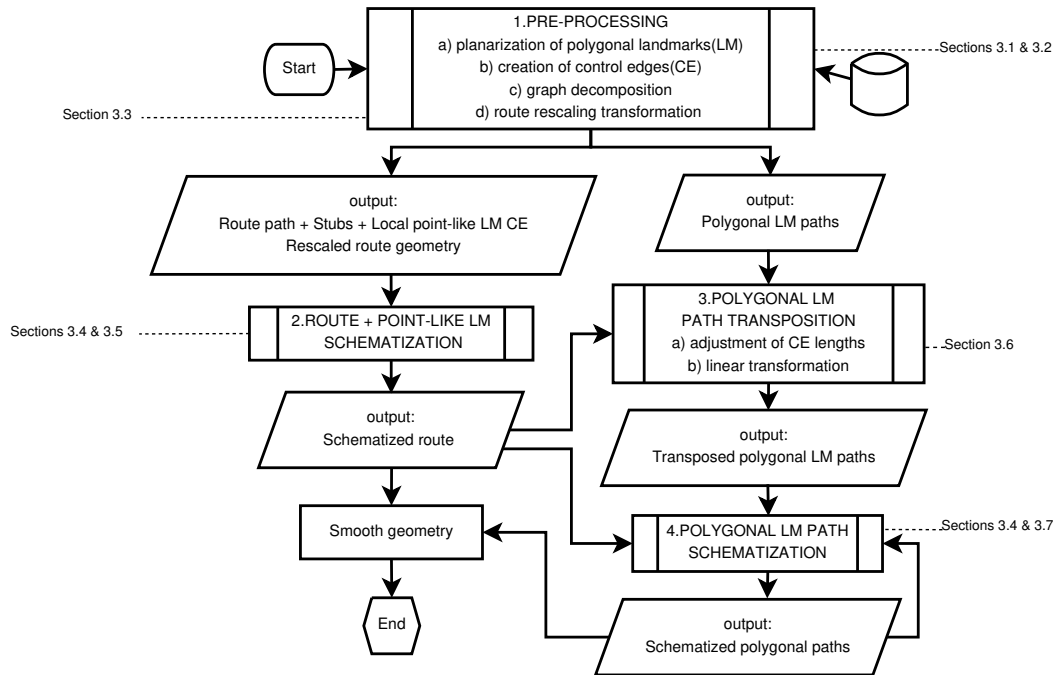 1.PRE-PROCESSING
a) planarization of polygonal landmarks(LM)
b) creation of control edges(CE)
c) graph decomposition
d) route rescaling transformation
Start
Sections 3.1 & 3.2
Section 3.3
output:
Route path + Stubs + Local point-like LM CE
Rescaled route geometry
output:
Polygonal LM paths
2.ROUTE + POINT-LIKE LM
SCHEMATIZATION
Sections 3.4 & 3.5
3.POLYGONAL LM
PATH TRANSPOSITION
a) adjustment of CE lengths
b) linear transformation
Section 3.6
output:
Schematized route
output:
Transposed polygonal LM paths
Smooth geometry
4.POLYGONAL LM PATH
SCHEMATIZATION
Sections 3.4 & 3.7
End
output:
Schematized polygonal paths